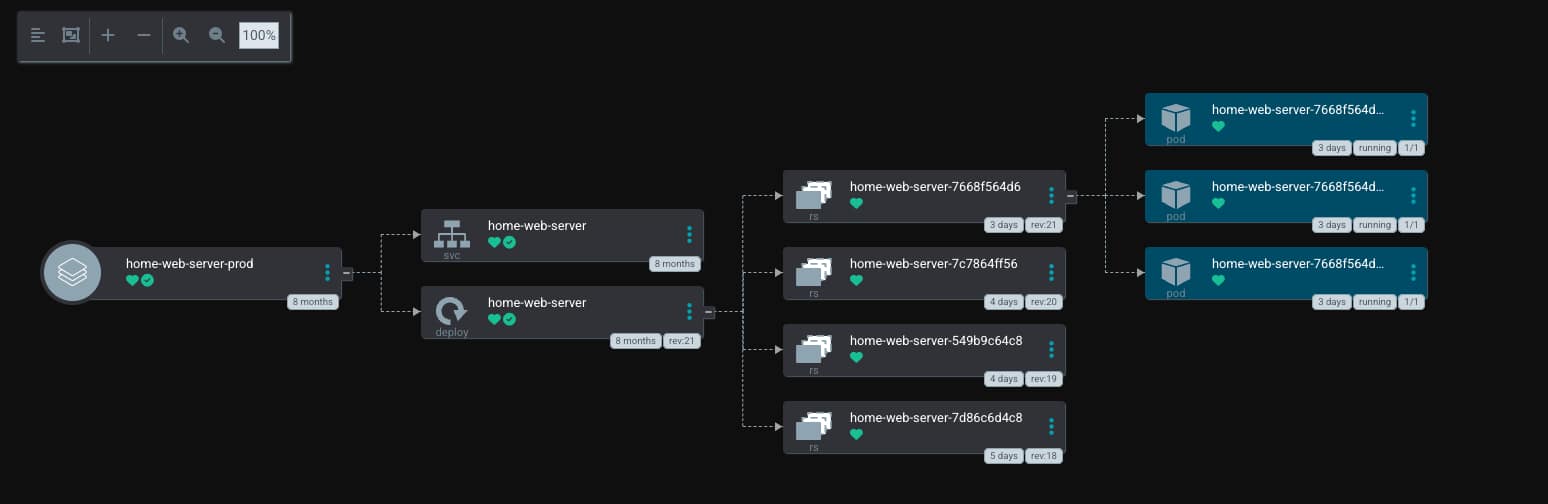 100%
home-web-server-prod
8 months
home-web-server
svc
8 months
home-web-server
deploy
8 months rev:21
home-web-server-7668f564d6
rs
3 days rev:21
home-web-server-7c7864ff56
rs
4 days rev:20
home-web-server-549b9c64c8
rs
4 days rev:19
home-web-server-7d86c6d4c8
rs
5 days rev:18
home-web-server-7668f564d...
pod
3 days running 1/1
home-web-server-7668f564d...
pod
3 days running 1/1
home-web-server-7668f564d...
pod
3 days running 1/1